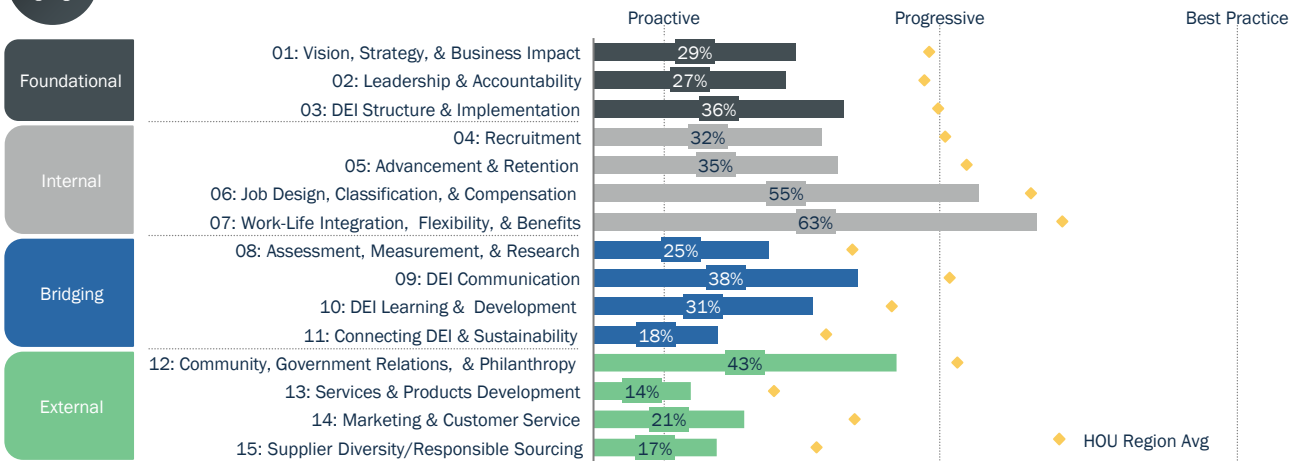 Proactive Progressive Best Practice
Foundational
01: Vision, Strategy, & Business Impact 29%
02: Leadership & Accountability 27%
03: DEI Structure & Implementation 36%
Internal
04: Recruitment 32%
05: Advancement & Retention 35%
06: Job Design, Classification, & Compensation 55%
07: Work-Life Integration, Flexibility, & Benefits 63%
Bridging
08: Assessment, Measurement, & Research 25%
09: DEI Communication 38%
10: DEI Learning & Development 31%
11: Connecting DEI & Sustainability 18%
External
12: Community, Government Relations, & Philanthropy 43%
13: Services & Products Development 14%
14: Marketing & Customer Service 21%
15: Supplier Diversity/Responsible Sourcing 17%
HOU Region Avg